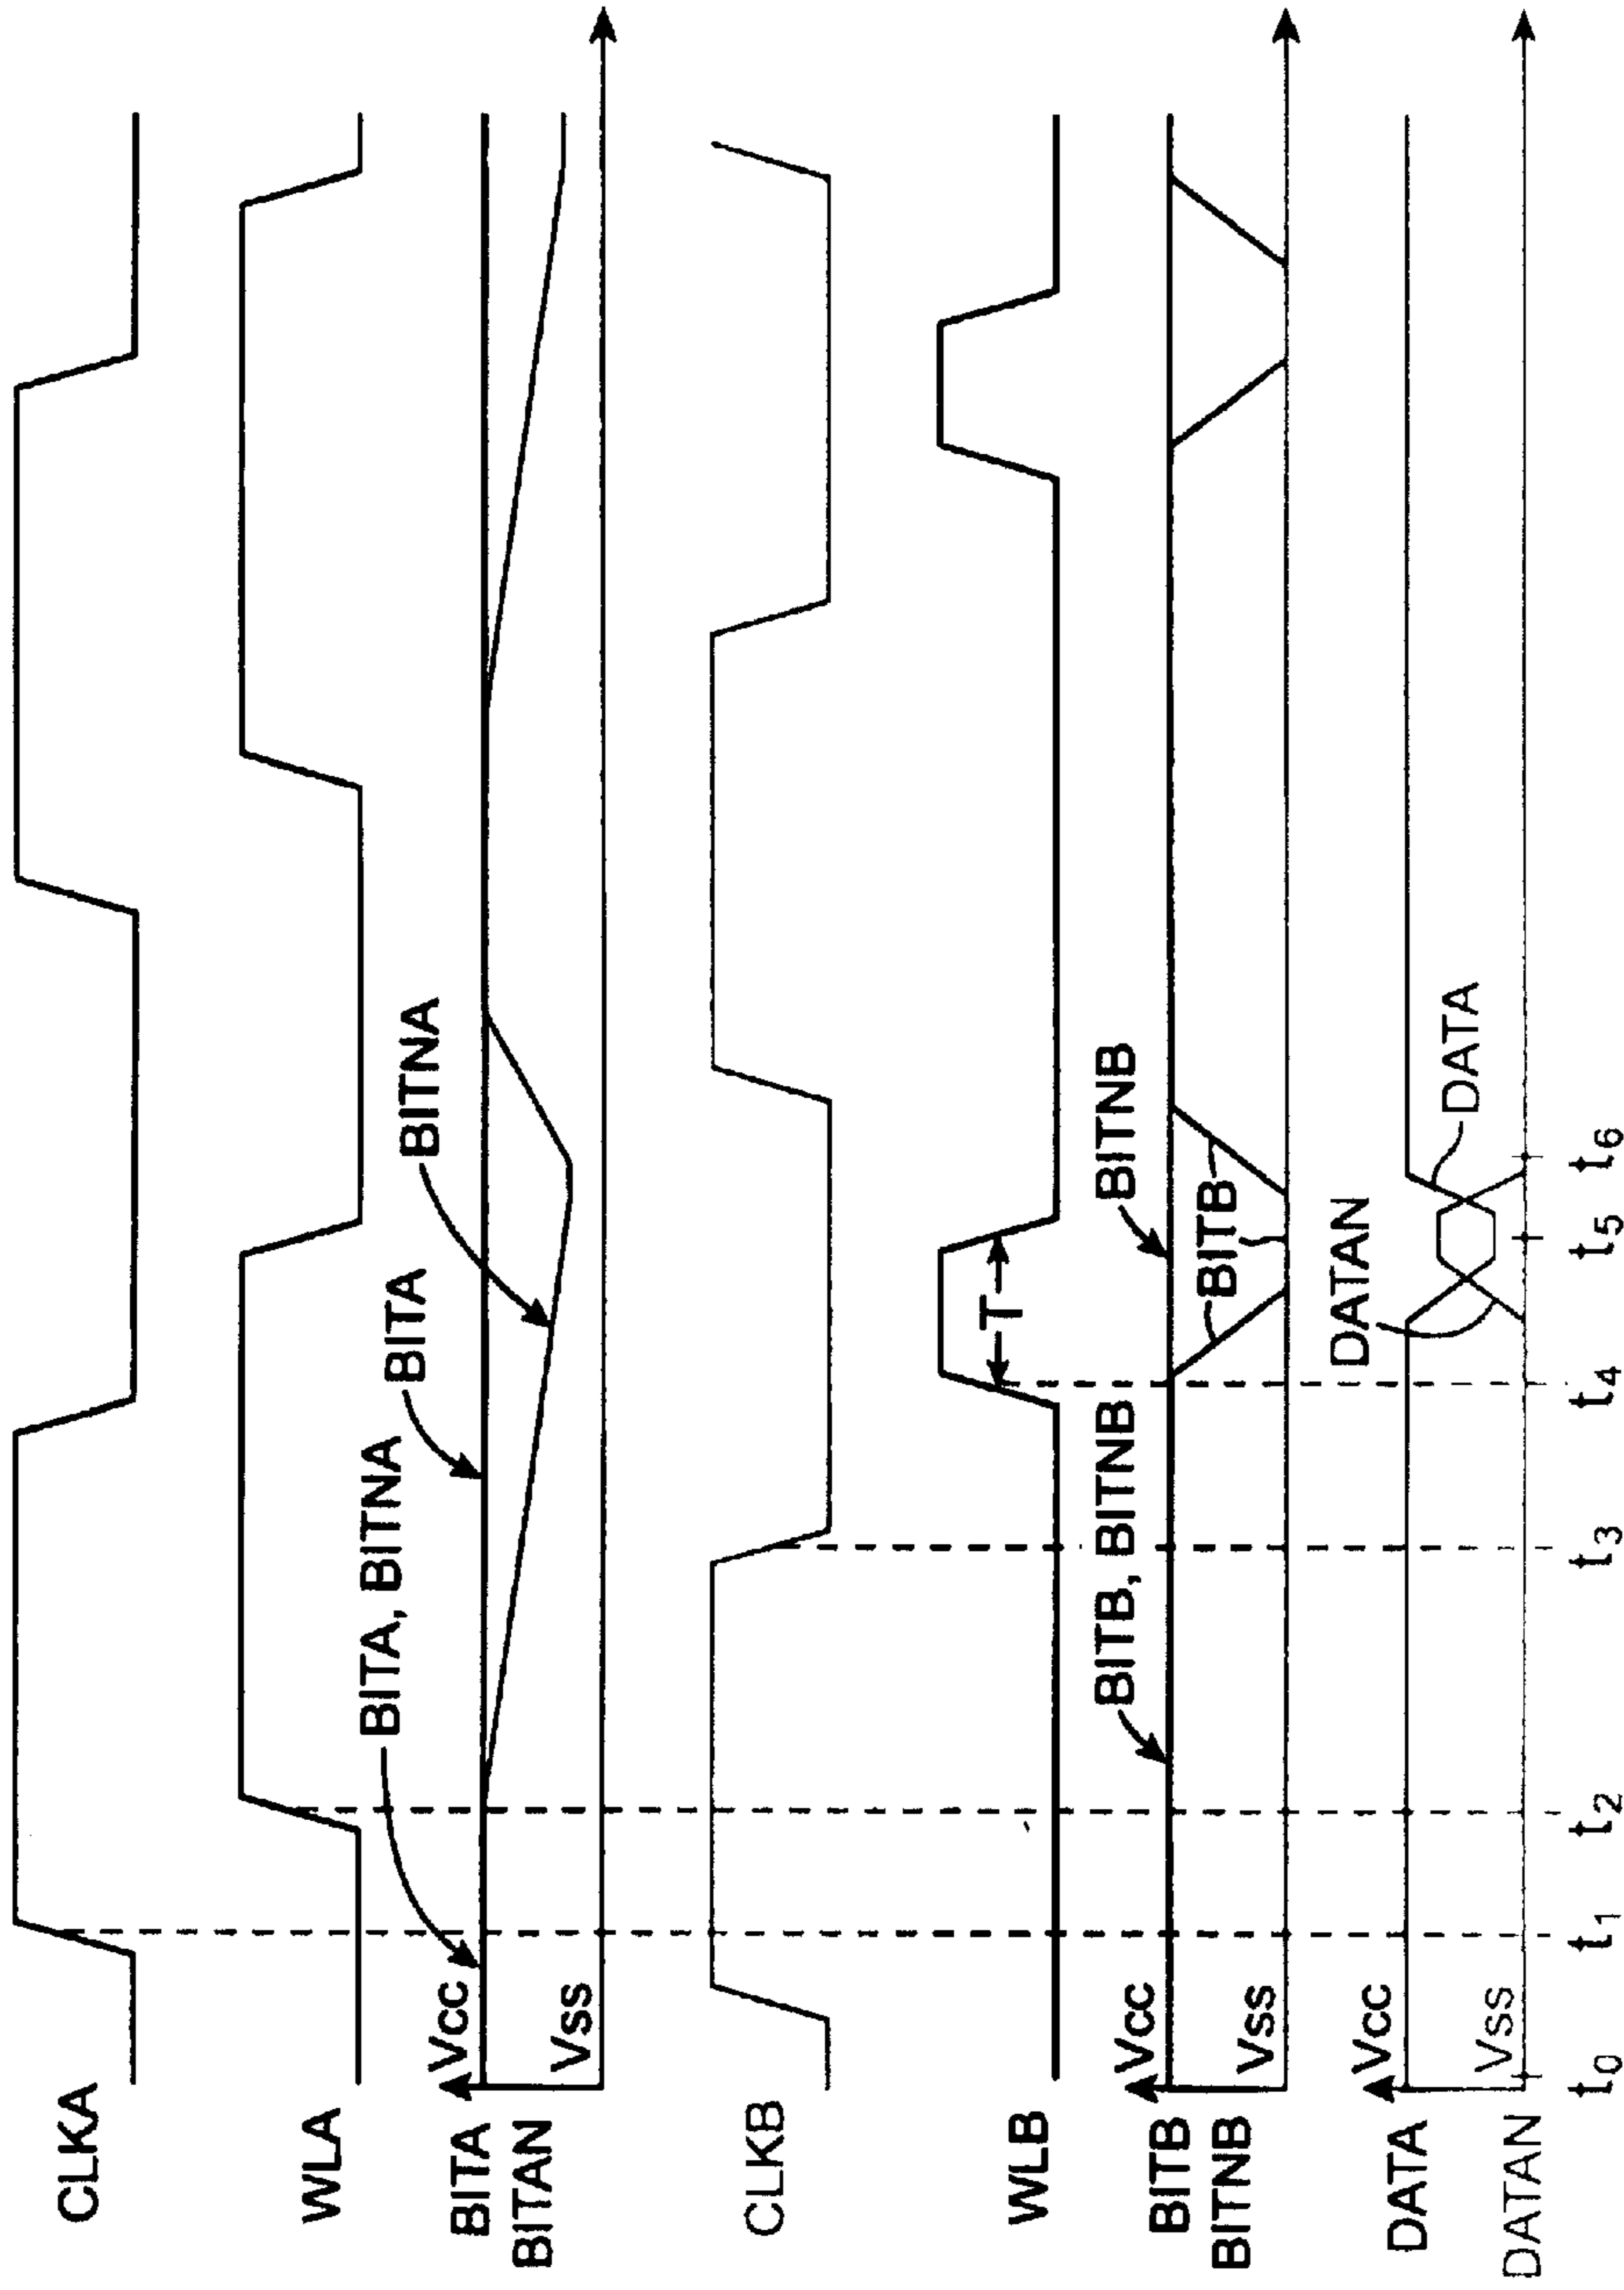 CLKA
WLA
BITA
BITAN
Vcc
Vss
BITA, BITNA
BITA
BITNA
CLKB
WLB
T
BITB
BITNB
Vcc
Vss
BITB, BITNB
BITNB
BITB
DATA
DATAN
Vcc
Vss
DATAN
DATA
t0 t1 t2 t3 t4 t5 t6